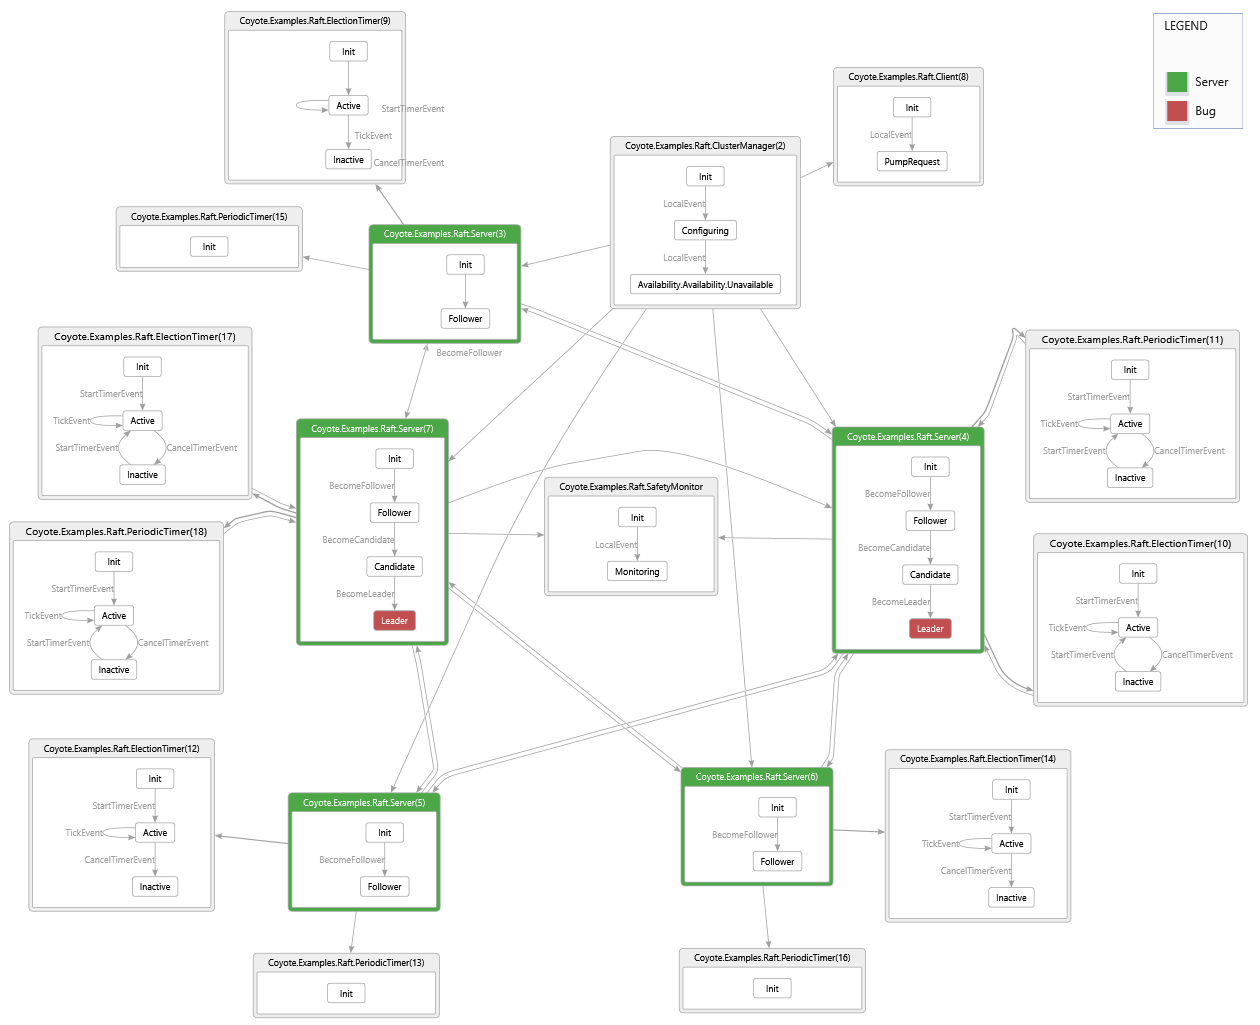 Coyote.Examples.Raft.ElectionTimer(9)
Init
Active
StartTimerEvent
TickEvent
Inactive
CancelTimerEvent
LEGEND
Server
Bug
Coyote.Examples.Raft.Client(8)
Init
LocalEvent
PumpRequest
Coyote.Examples.Raft.ClusterManager(2)
Init
LocalEvent
Configuring
LocalEvent
Availability.Availability.Unavailable
Coyote.Examples.Raft.PeriodicTimer(15)
Init
Coyote.Examples.Raft.Server(3)
Init
Follower
BecomeFollower
Coyote.Examples.Raft.ElectionTimer(17)
Init
StartTimerEvent
TickEvent
Active
StartTimerEvent
CancelTimerEvent
Inactive
Coyote.Examples.Raft.PeriodicTimer(11)
Init
StartTimerEvent
TickEvent
Active
StartTimerEvent
CancelTimerEvent
Inactive
Coyote.Examples.Raft.Server(7)
Init
BecomeFollower
Follower
BecomeCandidate
Candidate
BecomeLeader
Leader
Coyote.Examples.Raft.Server(4)
Init
BecomeFollower
Follower
BecomeCandidate
Candidate
BecomeLeader
Leader
Coyote.Examples.Raft.SafetyMonitor
Init
LocalEvent
Monitoring
Coyote.Examples.Raft.PeriodicTimer(18)
Init
StartTimerEvent
TickEvent
Active
StartTimerEvent
CancelTimerEvent
Inactive
Coyote.Examples.Raft.ElectionTimer(10)
Init
StartTimerEvent
TickEvent
Active
StartTimerEvent
CancelTimerEvent
Inactive
Coyote.Examples.Raft.ElectionTimer(12)
Init
StartTimerEvent
TickEvent
Active
CancelTimerEvent
Inactive
Coyote.Examples.Raft.Server(5)
Init
BecomeFollower
Follower
Coyote.Examples.Raft.Server(6)
Init
BecomeFollower
Follower
Coyote.Examples.Raft.ElectionTimer(14)
Init
StartTimerEvent
TickEvent
Active
CancelTimerEvent
Inactive
Coyote.Examples.Raft.PeriodicTimer(13)
Init
Coyote.Examples.Raft.PeriodicTimer(16)
Init